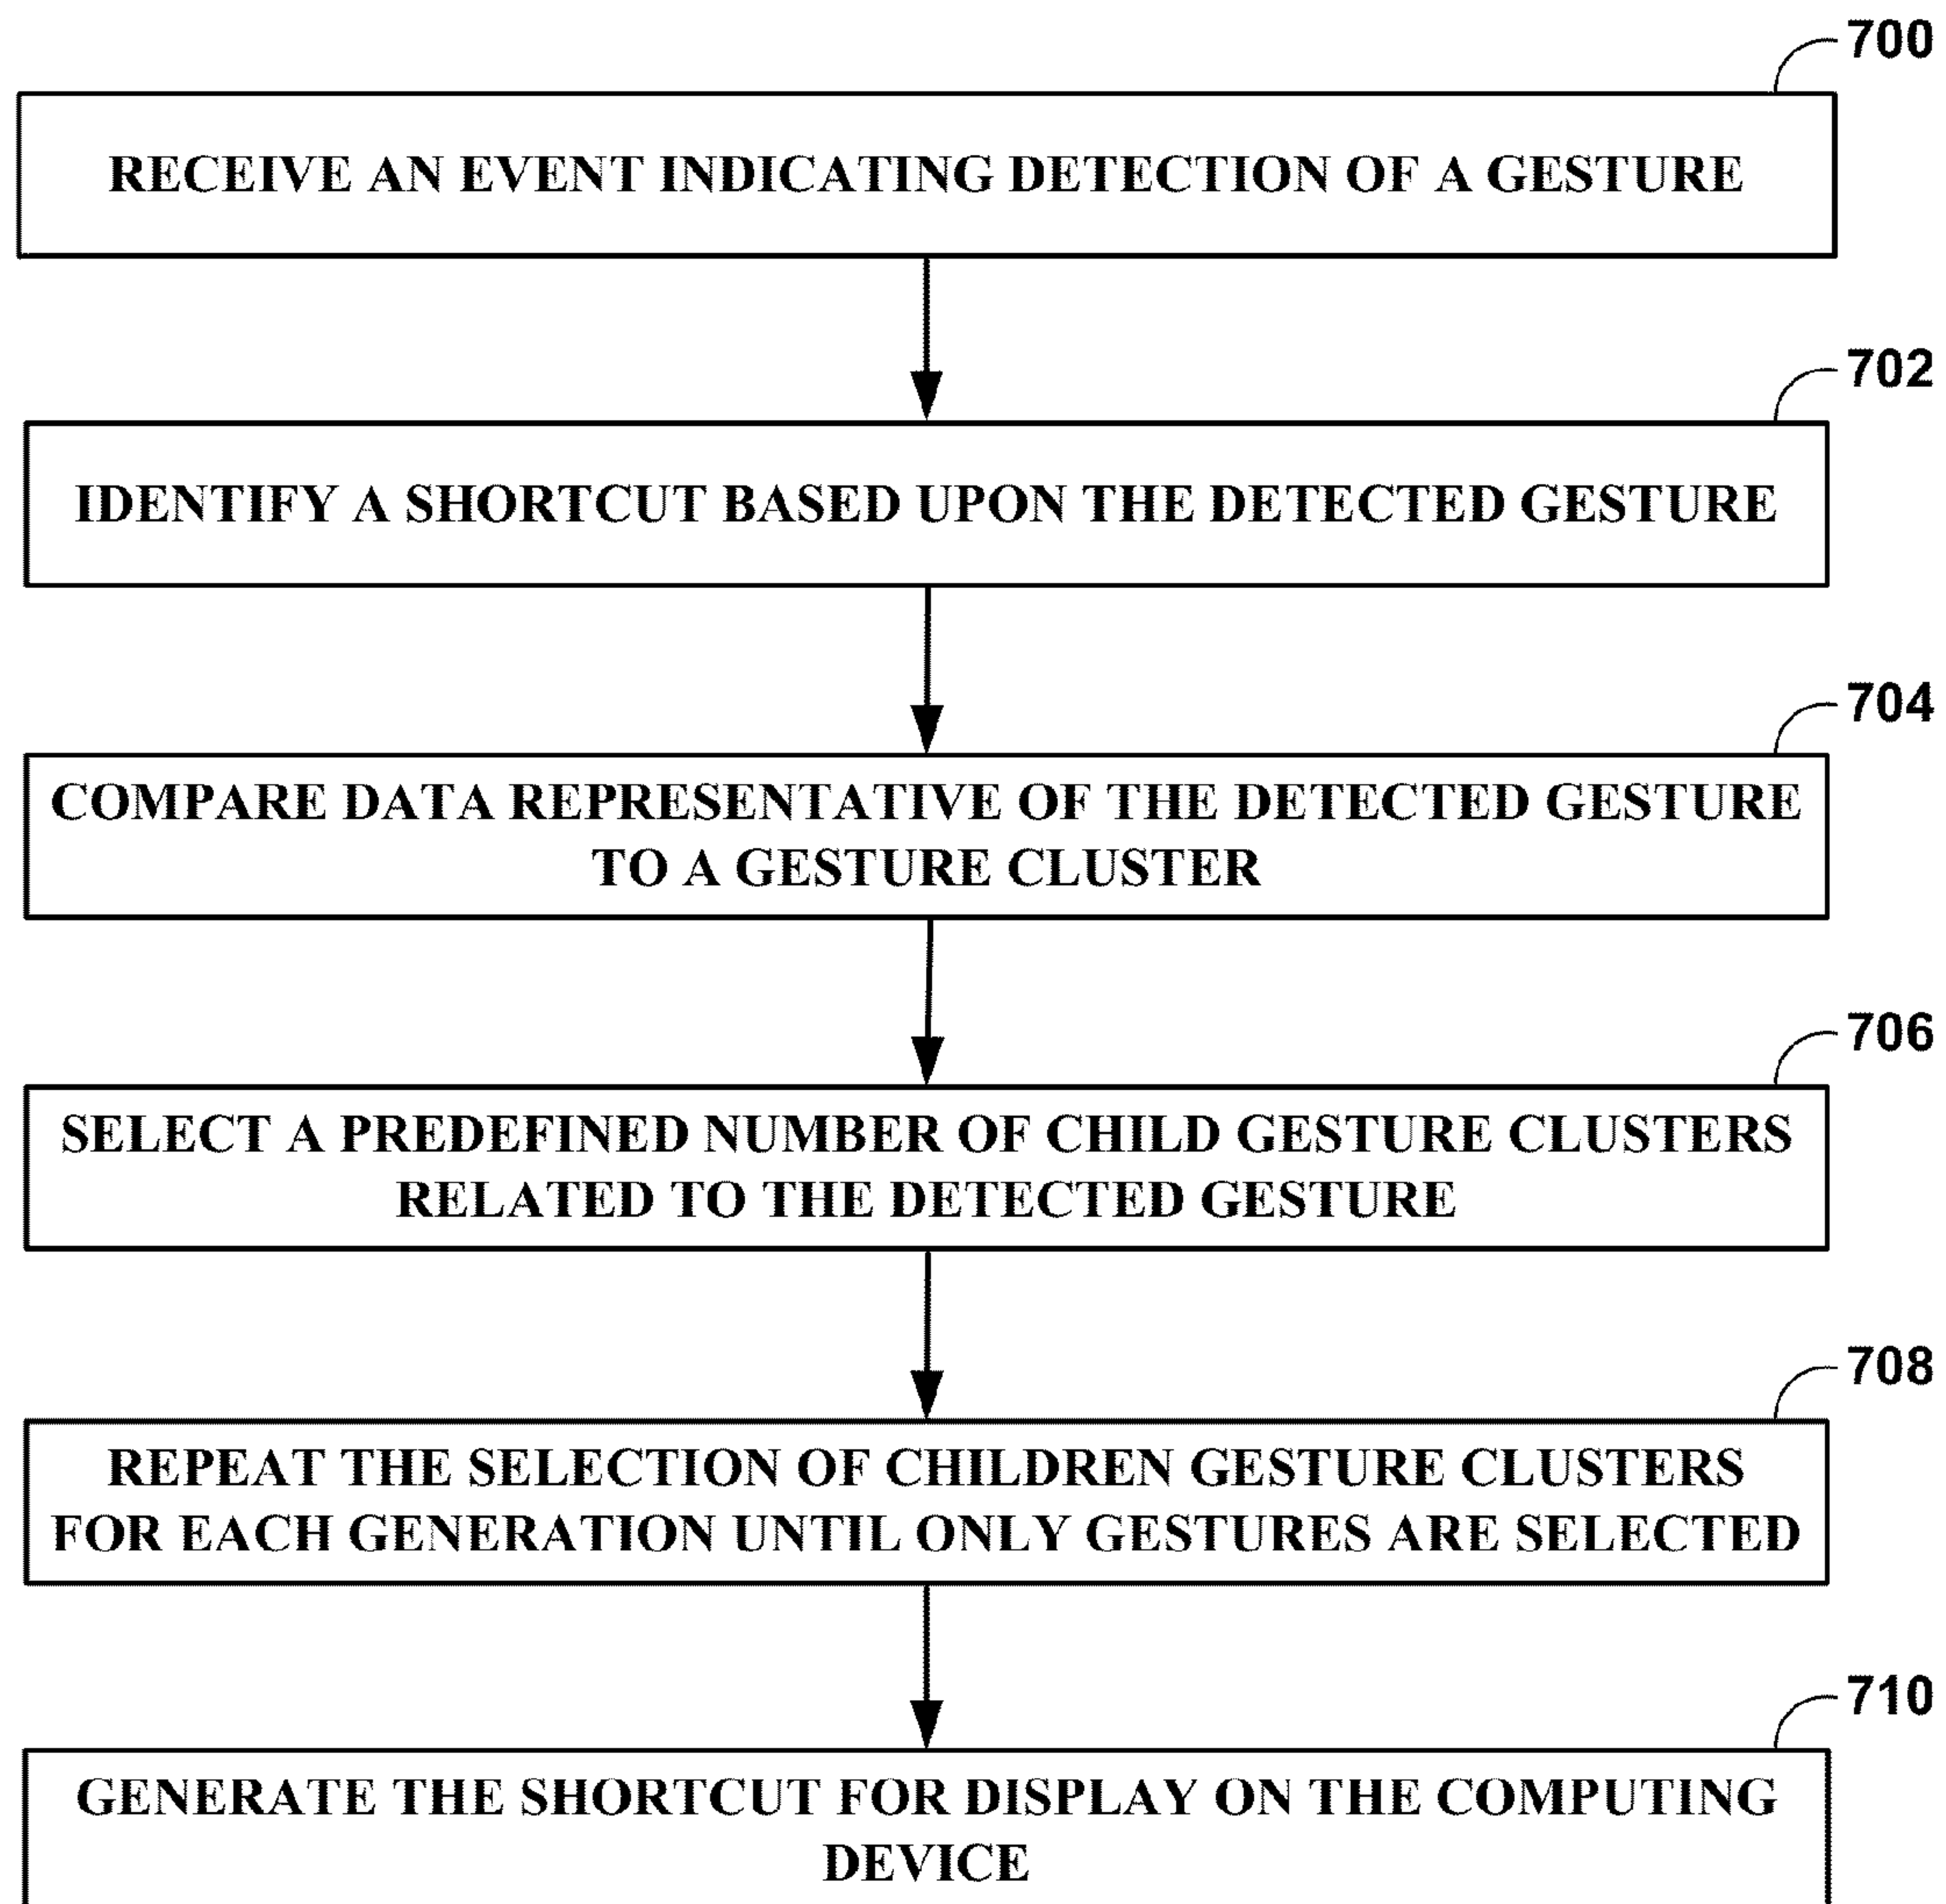 700
RECEIVE AN EVENT INDICATING DETECTION OF A GESTURE
702
IDENTIFY A SHORTCUT BASED UPON THE DETECTED GESTURE
704
COMPARE DATA REPRESENTATIVE OF THE DETECTED GESTURE
TO A GESTURE CLUSTER
706
SELECT A PREDEFINED NUMBER OF CHILD GESTURE CLUSTERS
RELATED TO THE DETECTED GESTURE
708
REPEAT THE SELECTION OF CHILDREN GESTURE CLUSTERS
FOR EACH GENERATION UNTIL ONLY GESTURES ARE SELECTED
710
GENERATE THE SHORTCUT FOR DISPLAY ON THE COMPUTING
DEVICE